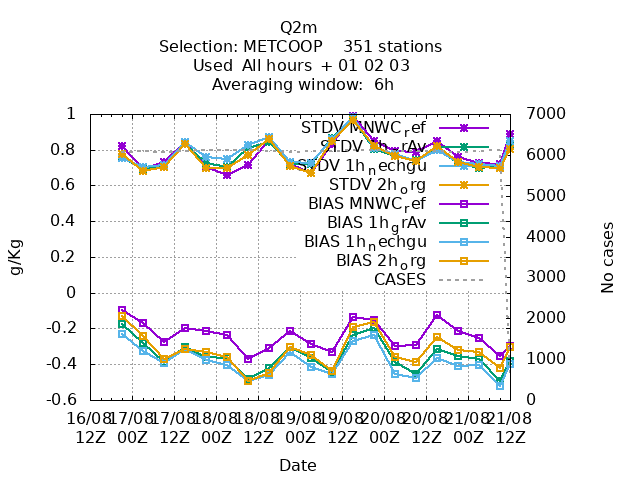 Q2m
Selection: METCOOP    351 stations
Used  All hours  + 01 02 03
Averaging window:  6h
1
0.8
0.6
0.4
0.2
0
-0.2
-0.4
-0.6
g/Kg
7000
6000
5000
4000
3000
2000
1000
0
No cases
STDV MNWC_ref
STDV 1h_grAv
STDV 1h_nechgu
STDV 2h_org
BIAS MNWC_ref
BIAS 1h_grAv
BIAS 1h_nechgu
BIAS 2h_org
CASES
16/08 17/08 17/08 18/08 18/08 19/08 19/08 20/08 20/08 21/08 21/08
12Z 00Z 12Z 00Z 12Z 00Z 12Z 00Z 12Z 00Z 12Z
Date